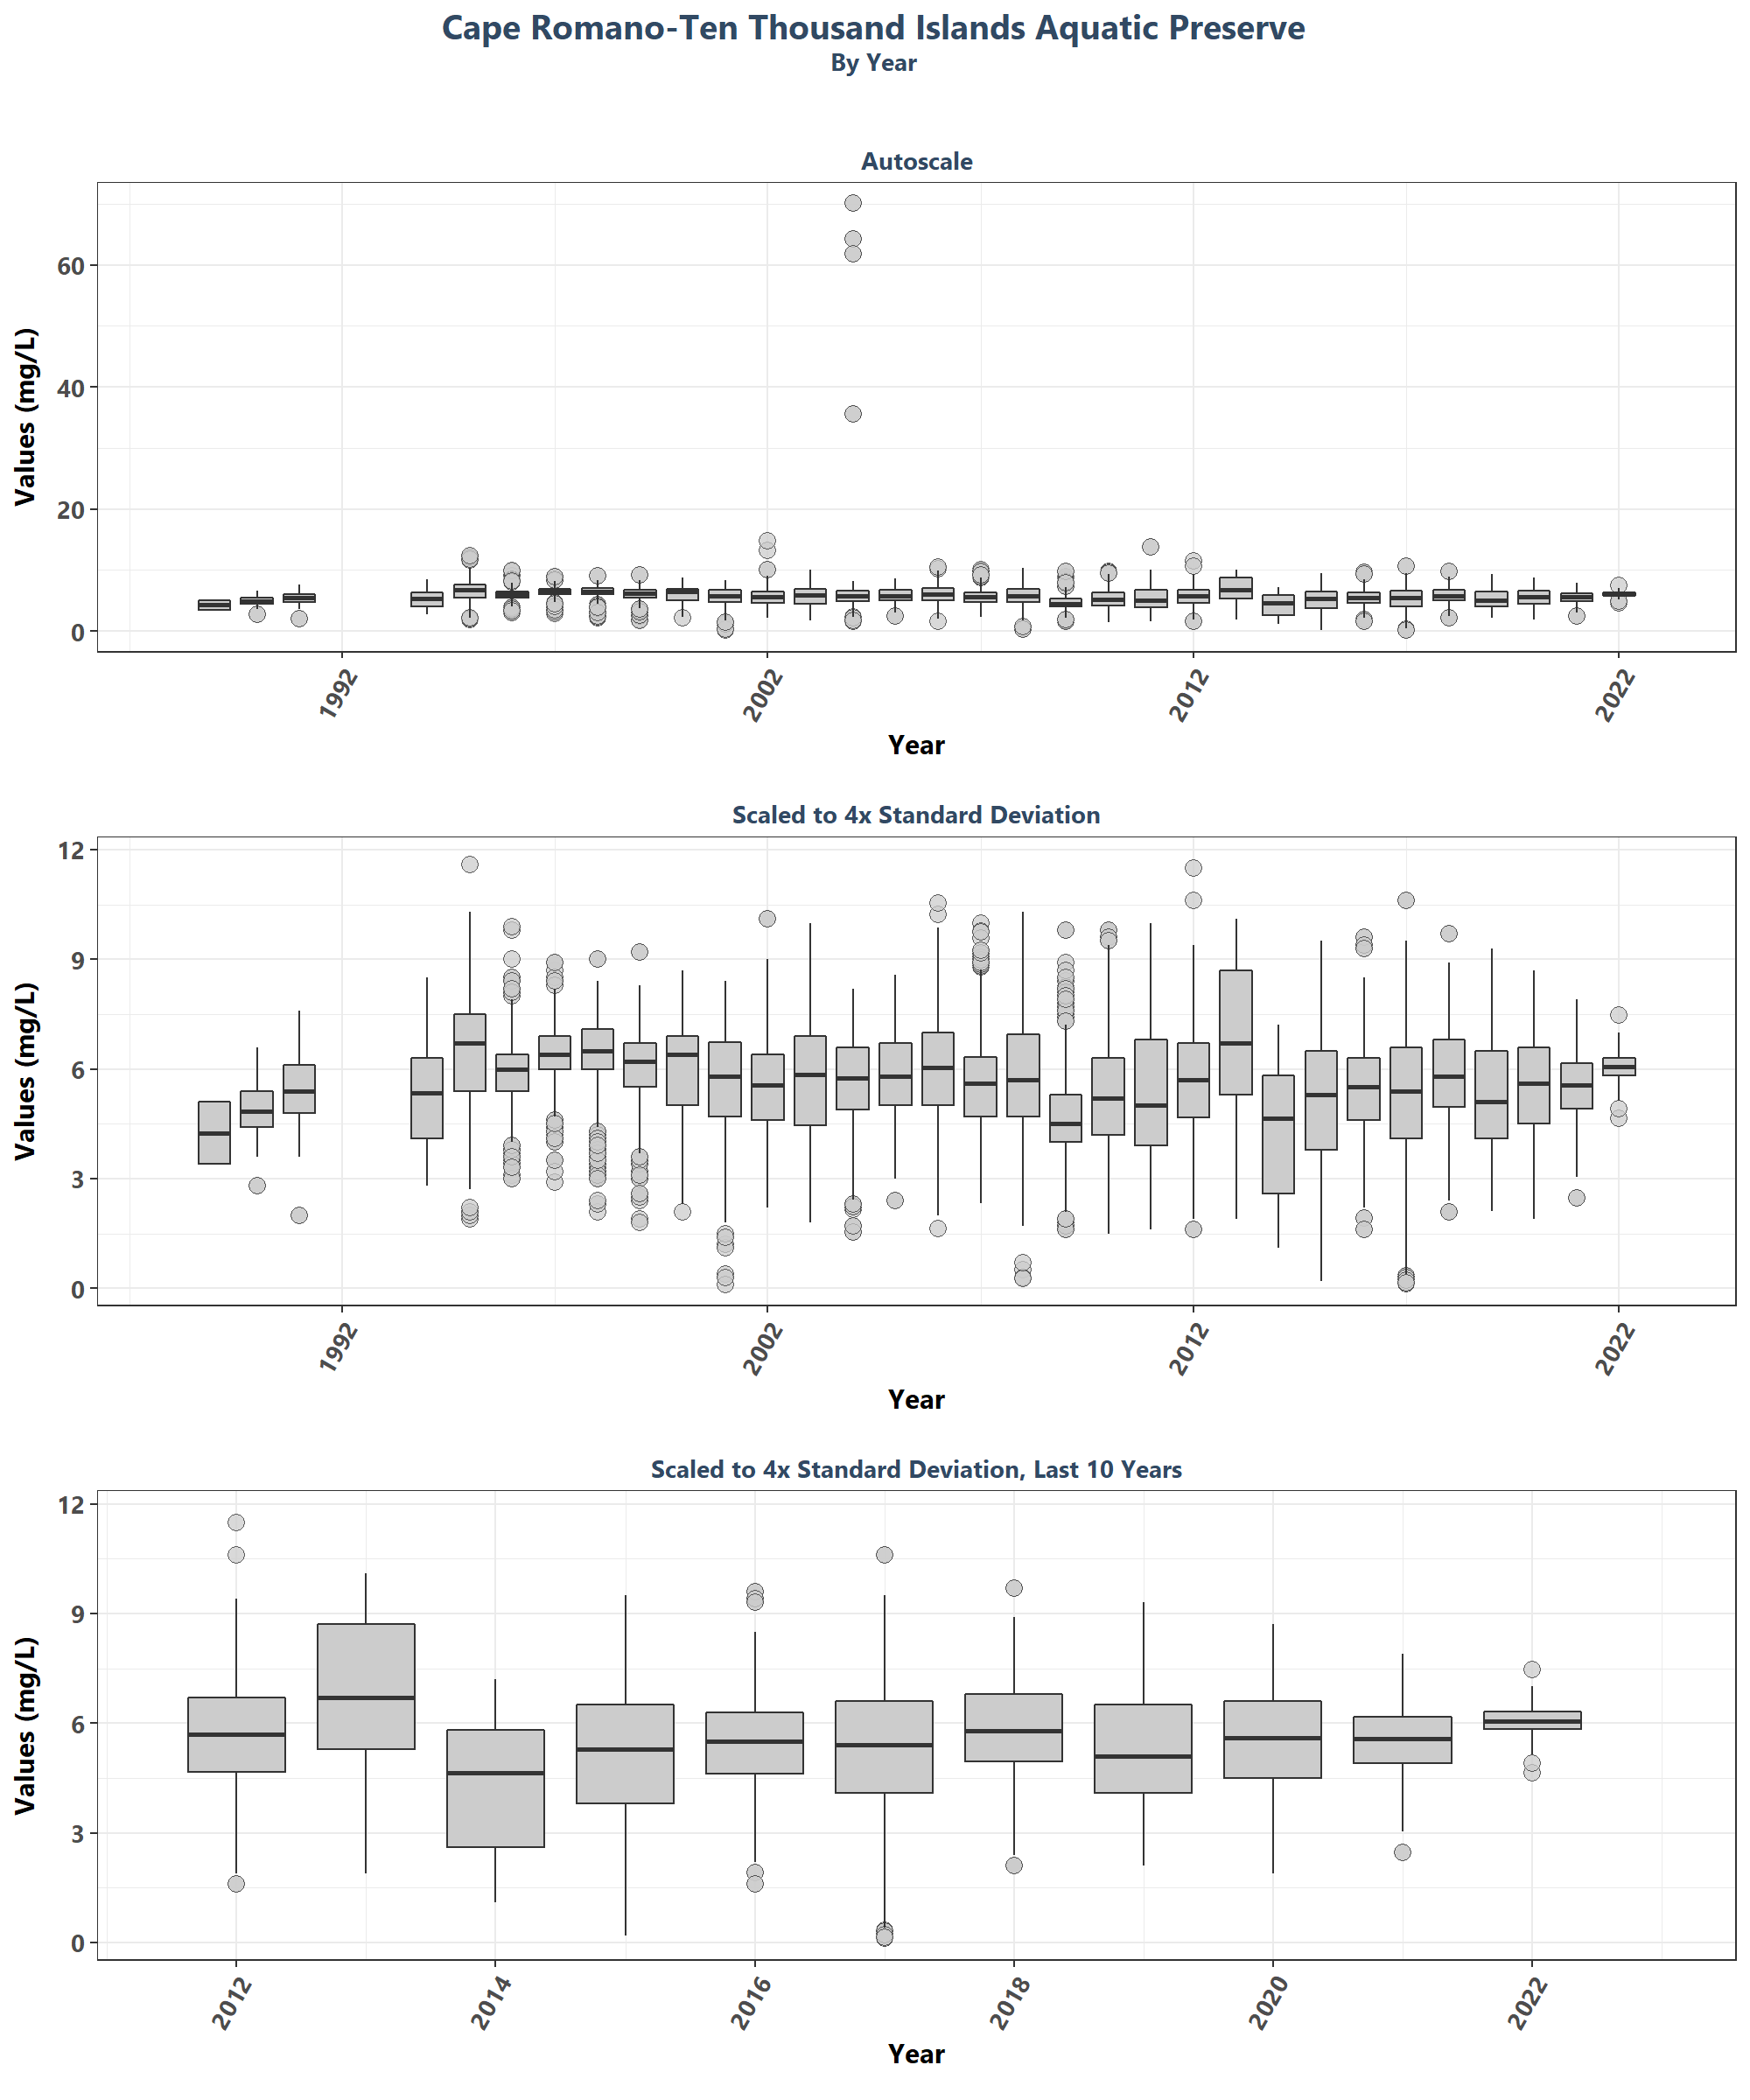 Cape Romano-Ten Thousand Islands Aquatic Preserve
By Year
Autoscale
Values (mg/L)
60
40
20
0
1992
2002
2012
2022
Year
Scaled to 4x Standard Deviation
Values (mg/L)
12
9
6
3
0
1992
2002
2012
2022
Year
Scaled to 4x Standard Deviation, Last 10 Years
Values (mg/L)
12
9
6
3
0
2012
2014
2016
2018
2020
2022
Year